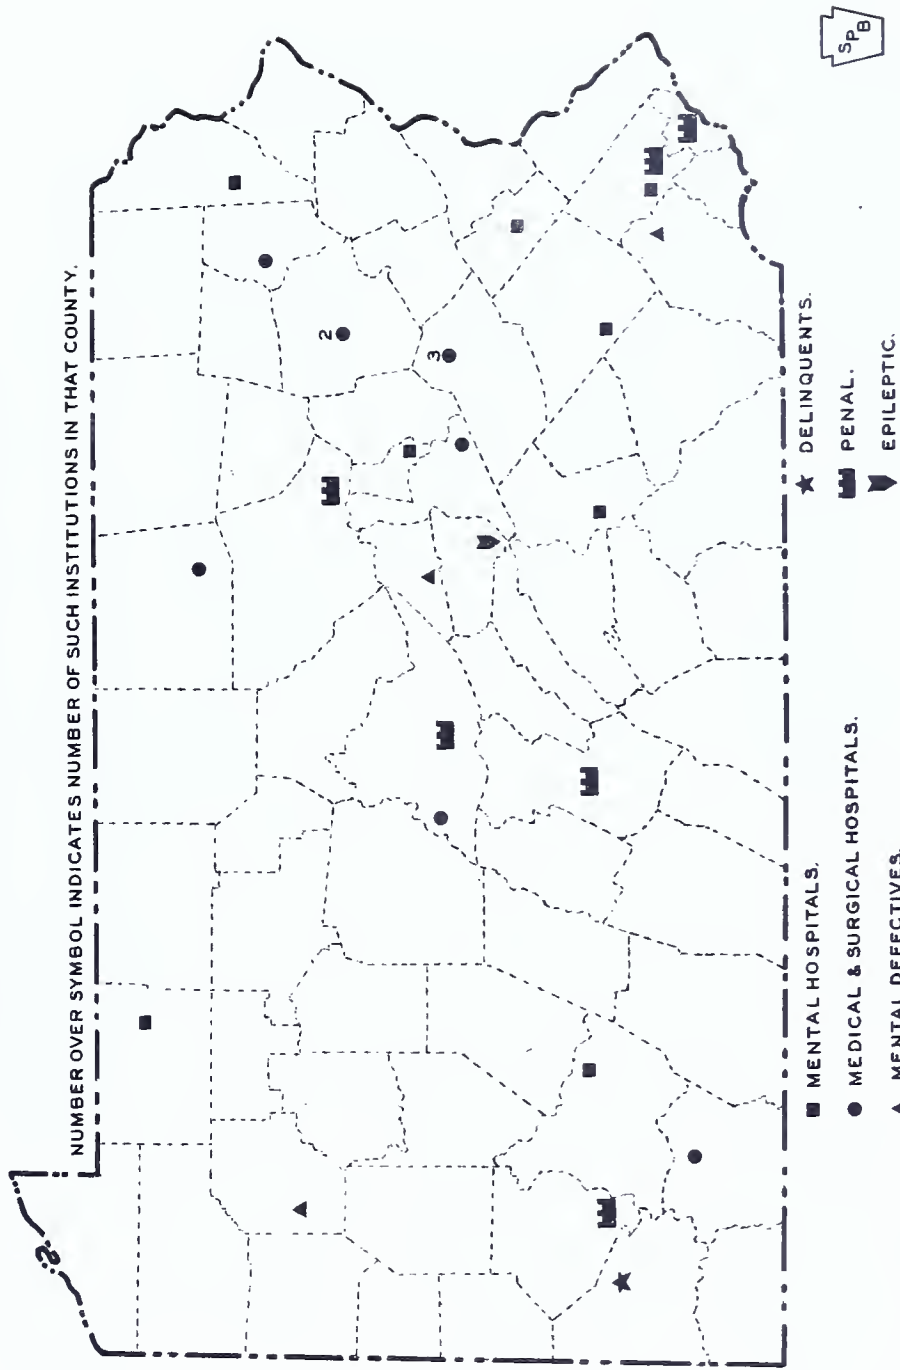 NUMBER OVER SYMBOL INDICATES NUMBER OF SUCH INSTITUTIONS IN THAT COUNTY.
2
3
MENTAL HOSPITALS.
MEDICAL & SURGICAL HOSPITALS.
MENTAL DEFECTIVES.
DELINQUENTS.
PENAL.
EPILEPTIC.
SPB